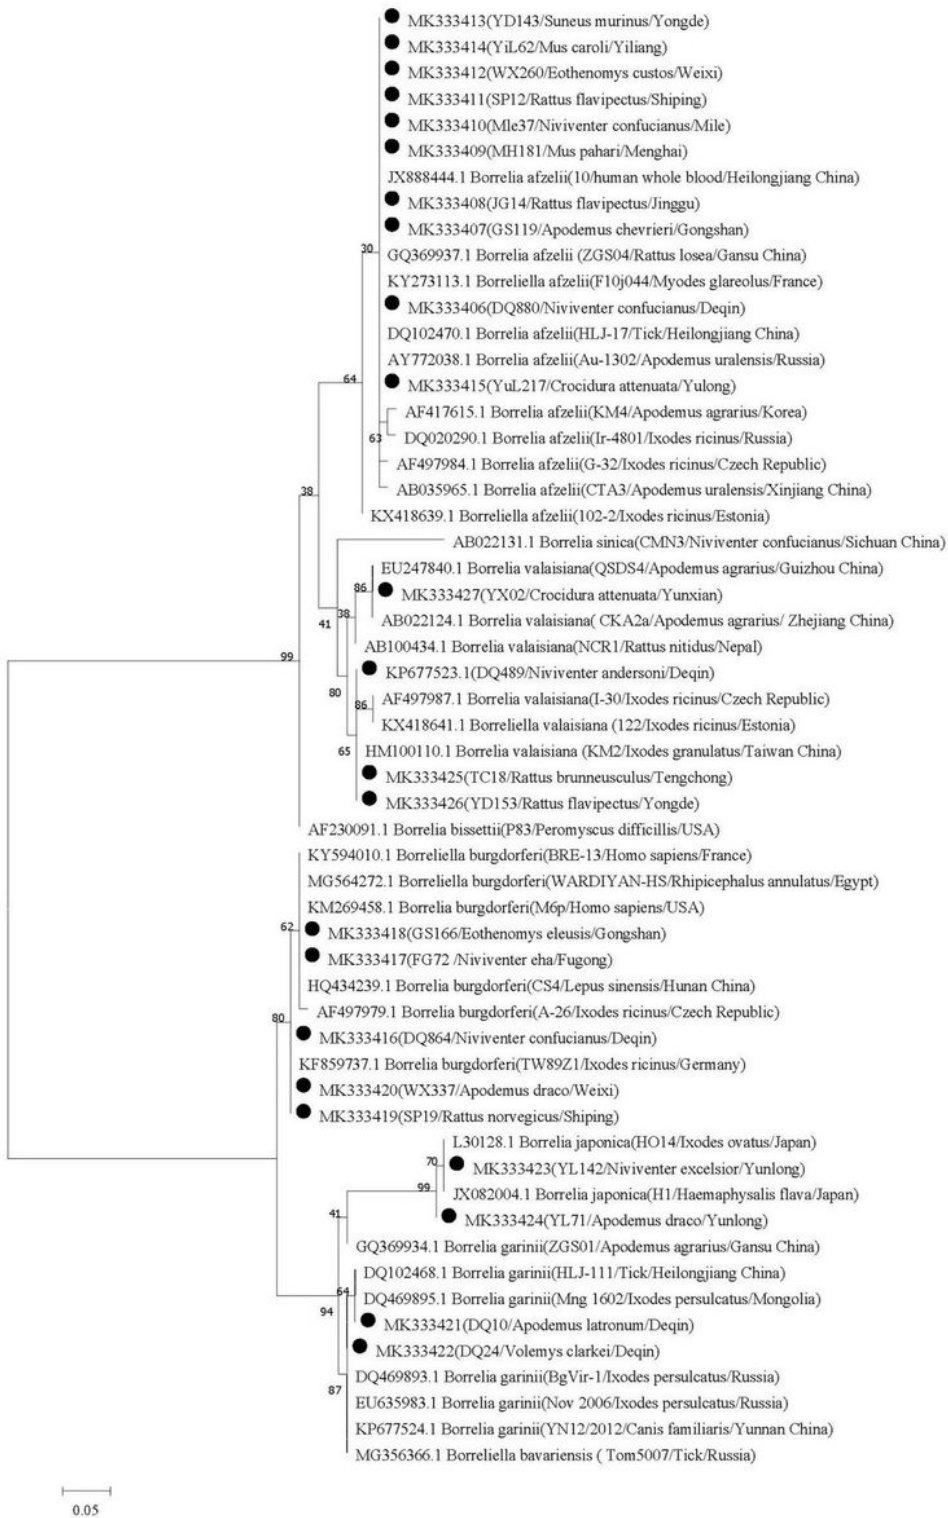 MK333413(YD143/Suneus murinus/Yongde)
MK333414(YiL62/Mus caroli/Yiliang)
MK333412(WX260/Eothenomys custos/Weixi)
MK333411(SP12/Rattus flavipectus/Shiping)
MK333410(Mle37/Niviventer confucianus/Mile)
MK333409(MH181/Mus pahari/Menghai)
JX888444.1 Borrelia afzelii(10/human whole blood/Heilongjiang China)
MK333408(JG14/Rattus flavipectus/Jinggu)
MK333407(GS119/Apodemus chevrieri/Gongshan)
30
GQ369937.1 Borrelia afzelii (ZGS04/Rattus losea/Gansu China)
KY273113.1 Borreliella afzelii(F10j044/Myodes glareolus/France)
MK333406(DQ880/Niviventer confucianus/Deqin)
DQ102470.1 Borrelia afzelii(HLJ-17/Tick/Heilongjiang China)
AY772038.1 Borrelia afzelii(Au-1302/Apodemus uralensis/Russia)
64
MK333415(YuL217/Crocidura attenuata/Yulong)
AF417615.1 Borrelia afzelii(KM4/Apodemus agrarius/Korea)
63
DQ020290.1 Borrelia afzelii(Ir-4801/Ixodes ricinus/Russia)
AF497984.1 Borrelia afzelii(G-32/Ixodes ricinus/Czech Republic)
38
AB035965.1 Borrelia afzelii(CTA3/Apodemus uralensis/Xinjiang China)
KX418639.1 Borreliella afzelii(102-2/Ixodes ricinus/Estonia)
AB022131.1 Borrelia sinica(CMN3/Niviventer confucianus/Sichuan China)
EU247840.1 Borrelia valaisiana(QSDS4/Apodemus agrarius/Guizhou China)
86
MK333427(YX02/Crocidura attenuata/Yunxian)
41
38
AB022124.1 Borrelia valaisiana( CKA2a/Apodemus agrarius/ Zhejiang China)
AB100434.1 Borrelia valaisiana(NCR1/Rattus nitidus/Nepal)
99
KP677523.1(DQ489/Niviventer andersoni/Deqin)
80
AF497987.1 Borrelia valaisiana(I-30/Ixodes ricinus/Czech Republic)
86
KX418641.1 Borreliella valaisiana (122/Ixodes ricinus/Estonia)
65
HM100110.1 Borrelia valaisiana (KM2/Ixodes granulatus/Taiwan China)
MK333425(TC18/Rattus brunneusculus/Tengchong)
MK333426(YD153/Rattus flavipectus/Yongde)
AF230091.1 Borrelia bissettii(P83/Peromyscus difficillis/USA)
KY594010.1 Borreliella burgdorferi(BRE-13/Homo sapiens/France)
MG564272.1 Borreliella burgdorferi(WARDIYAN-HS/Rhipicephalus annulatus/Egypt)
KM269458.1 Borrelia burgdorferi(M6p/Homo sapiens/USA)
62
MK333418(GS166/Eothenomys eleusis/Gongshan)
MK333417(FG72 /Niviventer eha/Fugong)
HQ434239.1 Borrelia burgdorferi(CS4/Lepus sinensis/Hunan China)
80
AF497979.1 Borrelia burgdorferi(A-26/Ixodes ricinus/Czech Republic)
MK333416(DQ864/Niviventer confucianus/Deqin)
KF859737.1 Borrelia burgdorferi(TW89Z1/Ixodes ricinus/Germany)
MK333420(WX337/Apodemus draco/Weixi)
MK333419(SP19/Rattus norvegicus/Shiping)
L30128.1 Borrelia japonica(HO14/Ixodes ovatus/Japan)
70
MK333423(YL142/Niviventer excelsior/Yunlong)
99
JX082004.1 Borrelia japonica(H1/Haemaphysalis flava/Japan)
41
MK333424(YL71/Apodemus draco/Yunlong)
GQ369934.1 Borrelia garinii(ZGS01/Apodemus agrarius/Gansu China)
DQ102468.1 Borrelia garinii(HLJ-111/Tick/Heilongjiang China)
64
DQ469895.1 Borrelia garinii(Mng 1602/Ixodes persulcatus/Mongolia)
94
MK333421(DQ10/Apodemus latronum/Deqin)
MK333422(DQ24/Volemys clarkei/Deqin)
DQ469893.1 Borrelia garinii(BgVir-1/Ixodes persulcatus/Russia)
87
EU635983.1 Borrelia garinii(Nov 2006/Ixodes persulcatus/Russia)
KP677524.1 Borrelia garinii(YN12/2012/Canis familiaris/Yunnan China)
MG356366.1 Borreliella bavariensis ( Tom5007/Tick/Russia)
0.05